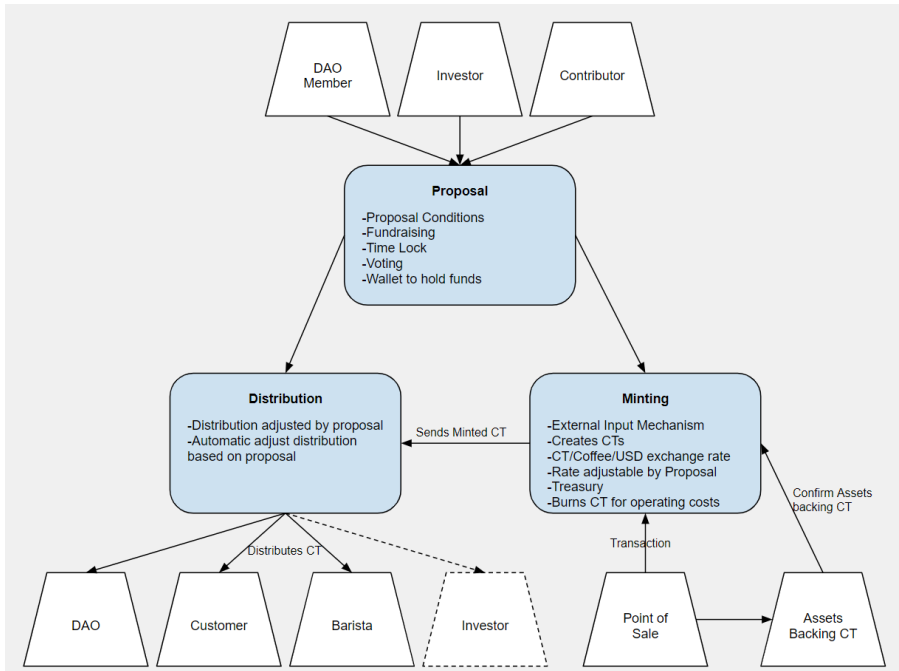 DAO
Member
Investor
Contributor
Proposal
-Proposal Conditions
-Fundraising
-Time Lock
-Voting
-Wallet to hold funds
Distribution
-Distribution adjusted by proposal
-Automatic adjust distribution
based on proposal
Sends Minted CT
Minting
-External Input Mechanism
-Creates CTs
-CT/Coffee/USD exchange rate
-Rate adjustable by Proposal
-Treasury
-Burns CT for operating costs
Confirm Assets
backing CT
Distributes CT
Transaction
DAO
Customer
Barista
Investor
Point of
Sale
Assets
Backing CT